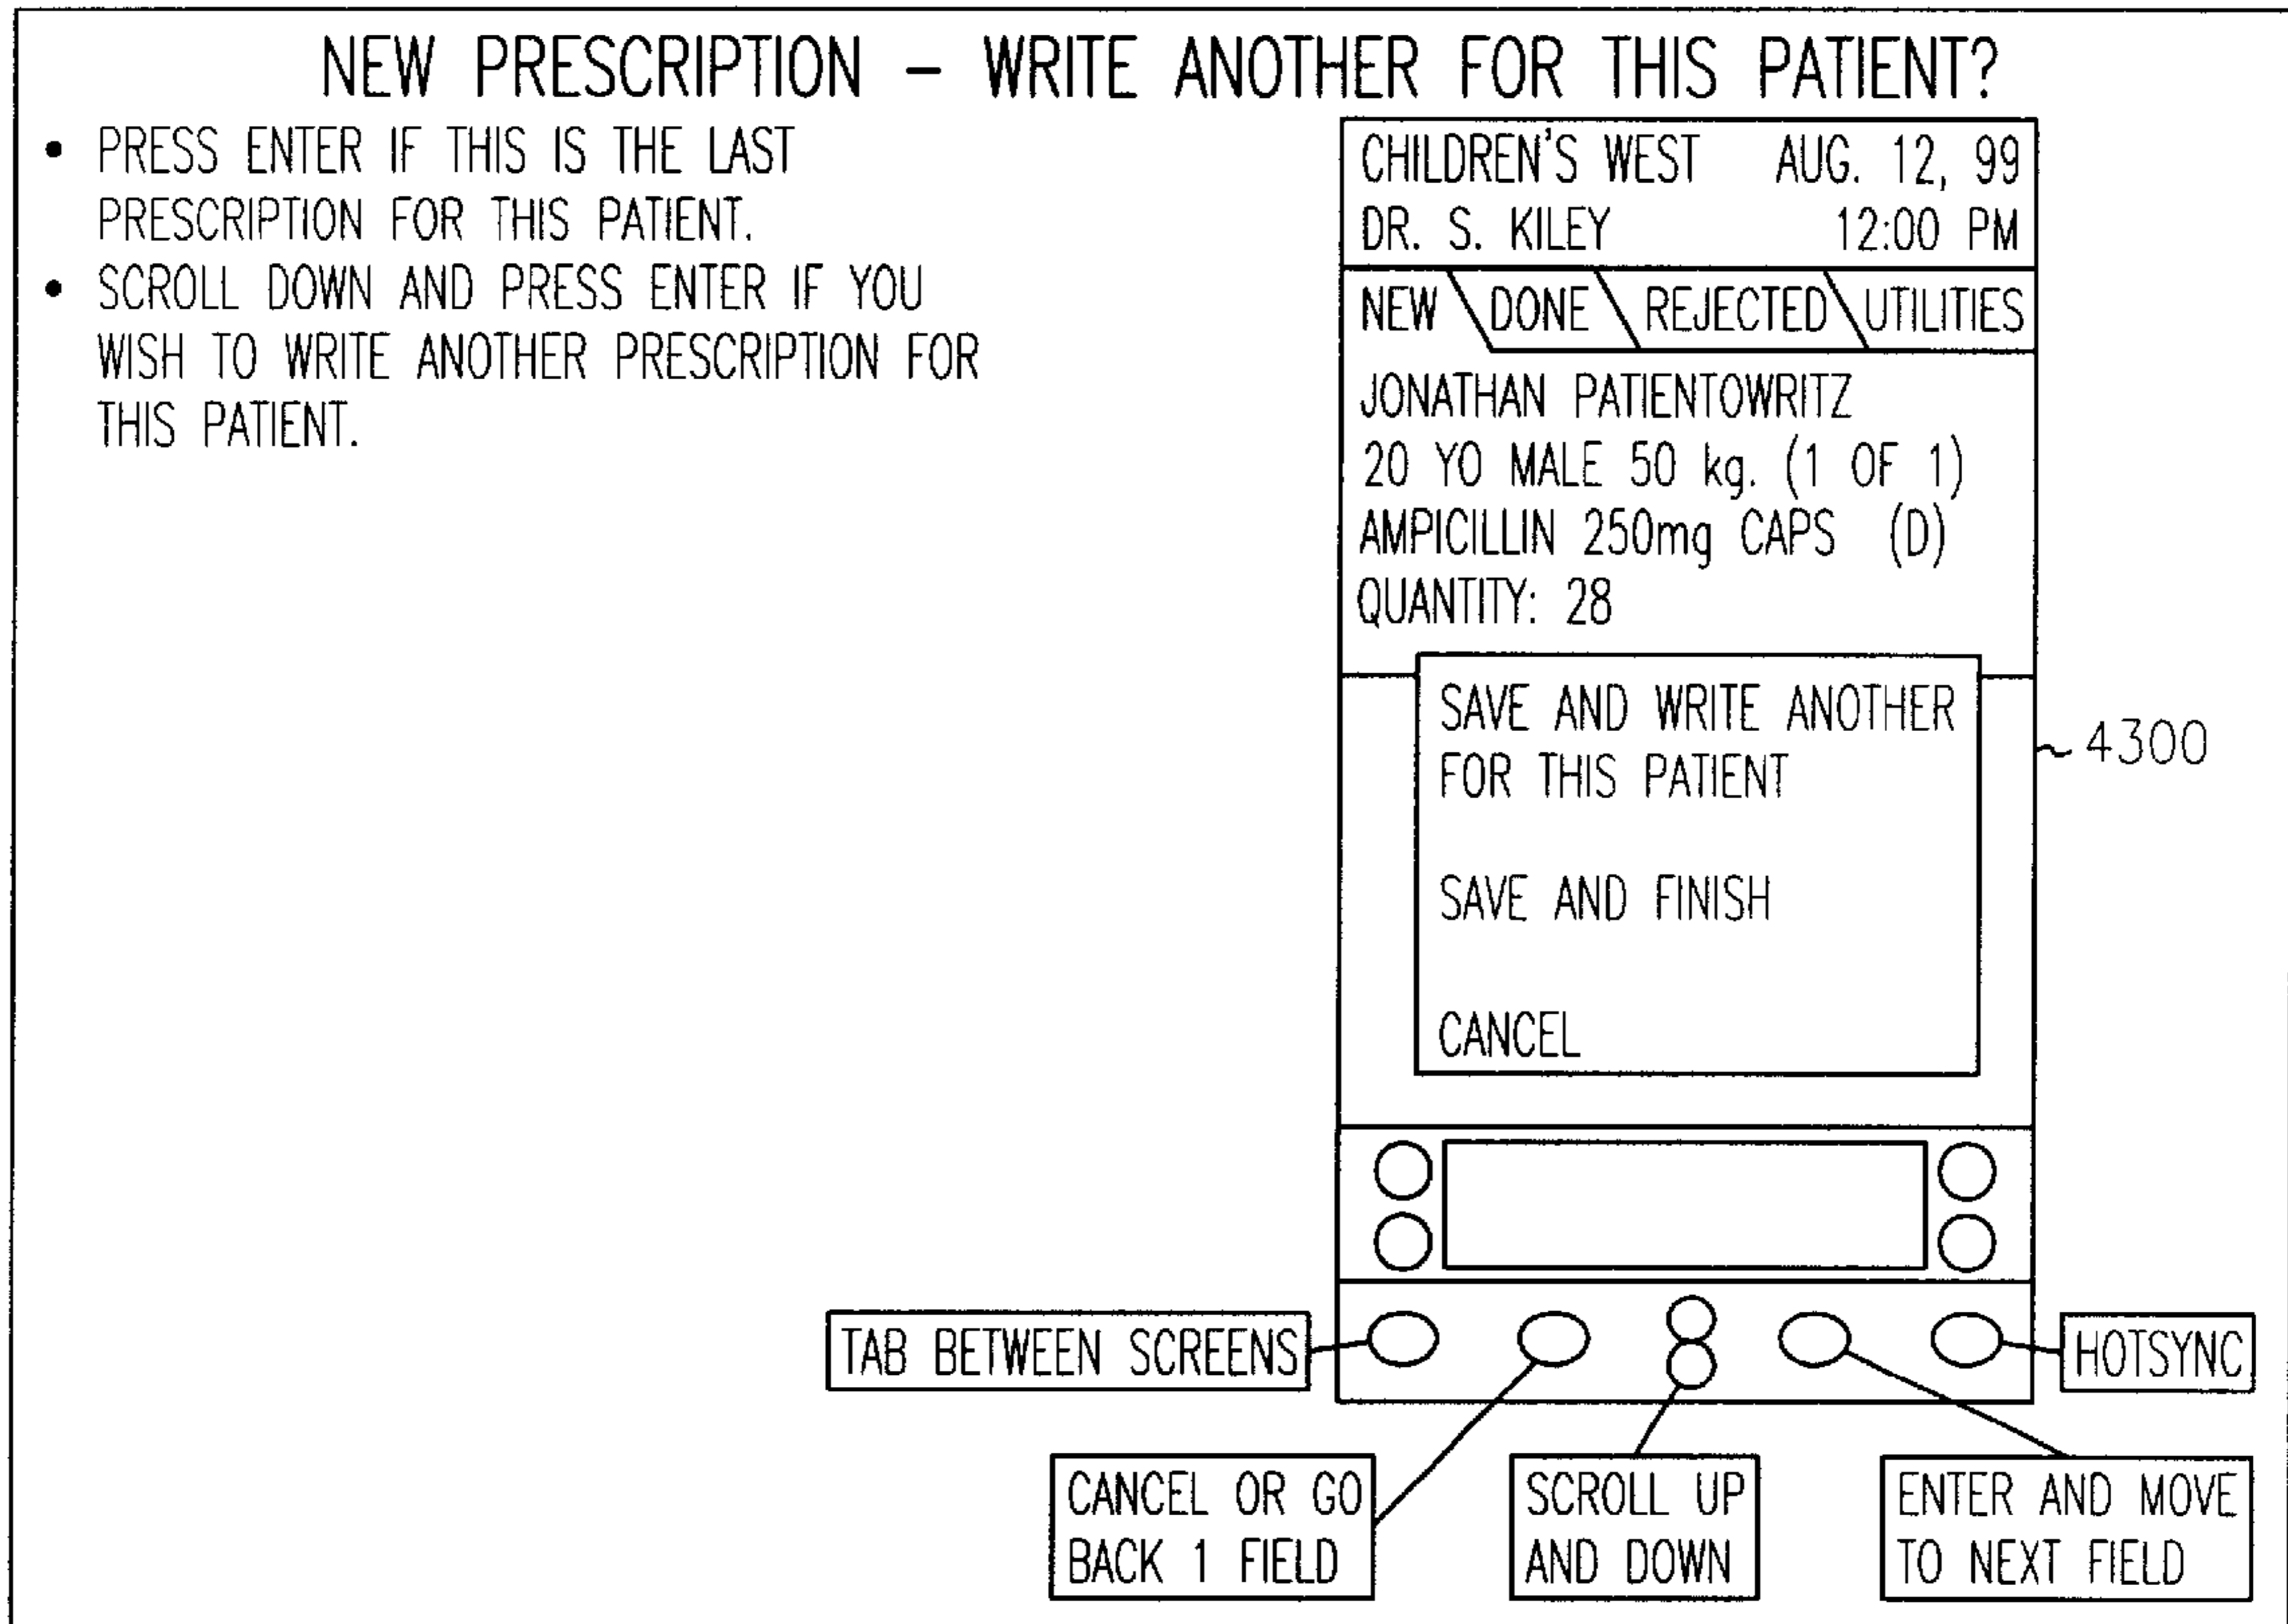 NEW PRESCRIPTION – WRITE ANOTHER FOR THIS PATIENT?
• PRESS ENTER IF THIS IS THE LAST
PRESCRIPTION FOR THIS PATIENT.
• SCROLL DOWN AND PRESS ENTER IF YOU
WISH TO WRITE ANOTHER PRESCRIPTION FOR
THIS PATIENT.
CHILDREN'S WEST AUG. 12, 99
DR. S. KILEY 12:00 PM
NEW DONE REJECTED UTILITIES
JONATHAN PATIENTOWRITZ
20 YO MALE 50 kg. (1 OF 1)
AMPICILLIN 250mg CAPS (D)
QUANTITY: 28
SAVE AND WRITE ANOTHER
FOR THIS PATIENT
SAVE AND FINISH
CANCEL
4300
TAB BETWEEN SCREENS
HOTSYNC
CANCEL OR GO
BACK 1 FIELD
SCROLL UP
AND DOWN
ENTER AND MOVE
TO NEXT FIELD